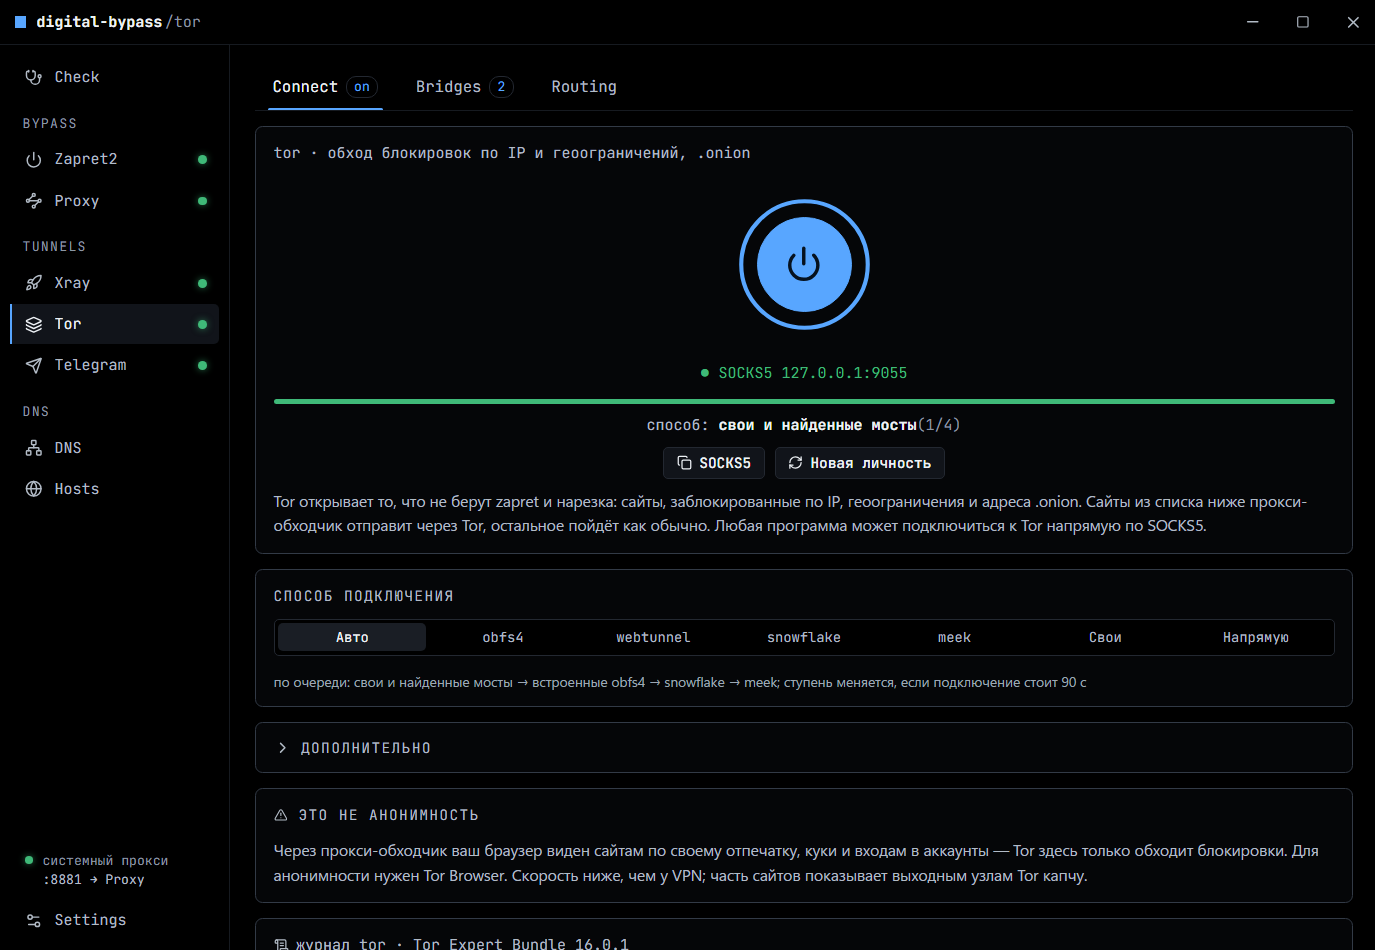 digital-bypass/tor
Check
BYPASS
Zapret2
Proxy
TUNNELS
Xray
Tor
Telegram
DNS
DNS
Hosts
системный прокси
:8881 → Proxy
Settings
Connect on Bridges 2 Routing
tor · обход блокировок по IP и геоограничений, .onion
SOCKS5 127.0.0.1:9055
способ: свои и найденные мосты(1/4)
SOCKS5 Новая личность
Tor открывает то, что не берут zapret и нарезка: сайты, заблокированные по IP, геоограничения и адреса .onion. Сайты из списка ниже прокси-
обходчик отправит через Tor, остальное пойдёт как обычно. Любая программа может подключиться к Tor напрямую по SOCKS5.
СПОСОБ ПОДКЛЮЧЕНИЯ
Авто obfs4 webtunnel snowflake meek Свои Напрямую
по очереди: свои и найденные мосты → встроенные obfs4 → snowflake → meek; ступень меняется, если подключение стоит 90 с
ДОПОЛНИТЕЛЬНО
ЭТО НЕ АНОНИМНОСТЬ
Через прокси-обходчик ваш браузер виден сайтам по своему отпечатку, куки и входам в аккаунты — Tor здесь только обходит блокировки. Для
анонимности нужен Tor Browser. Скорость ниже, чем у VPN; часть сайтов показывает выходным узлам Tor капчу.
журнал tor · Tor Expert Bundle 16.0.1